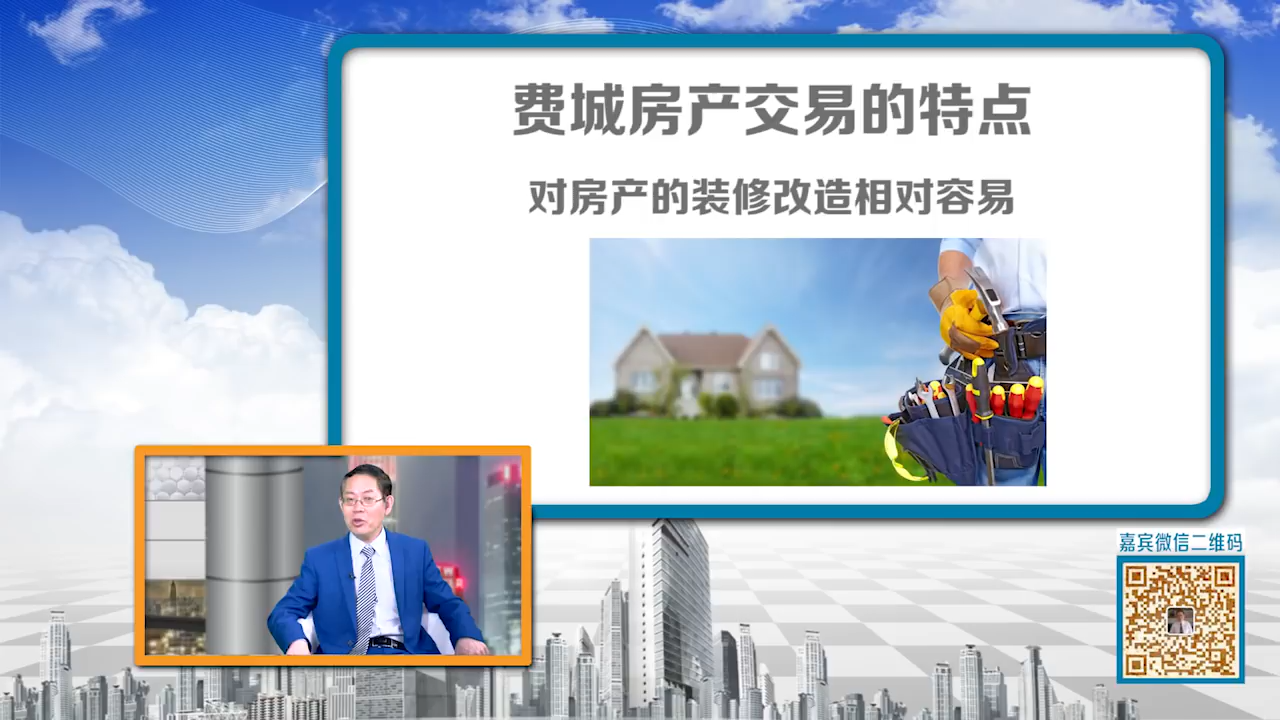 费城房产交易的特点
对房产的装修改造相对容易
嘉宾微信二维码